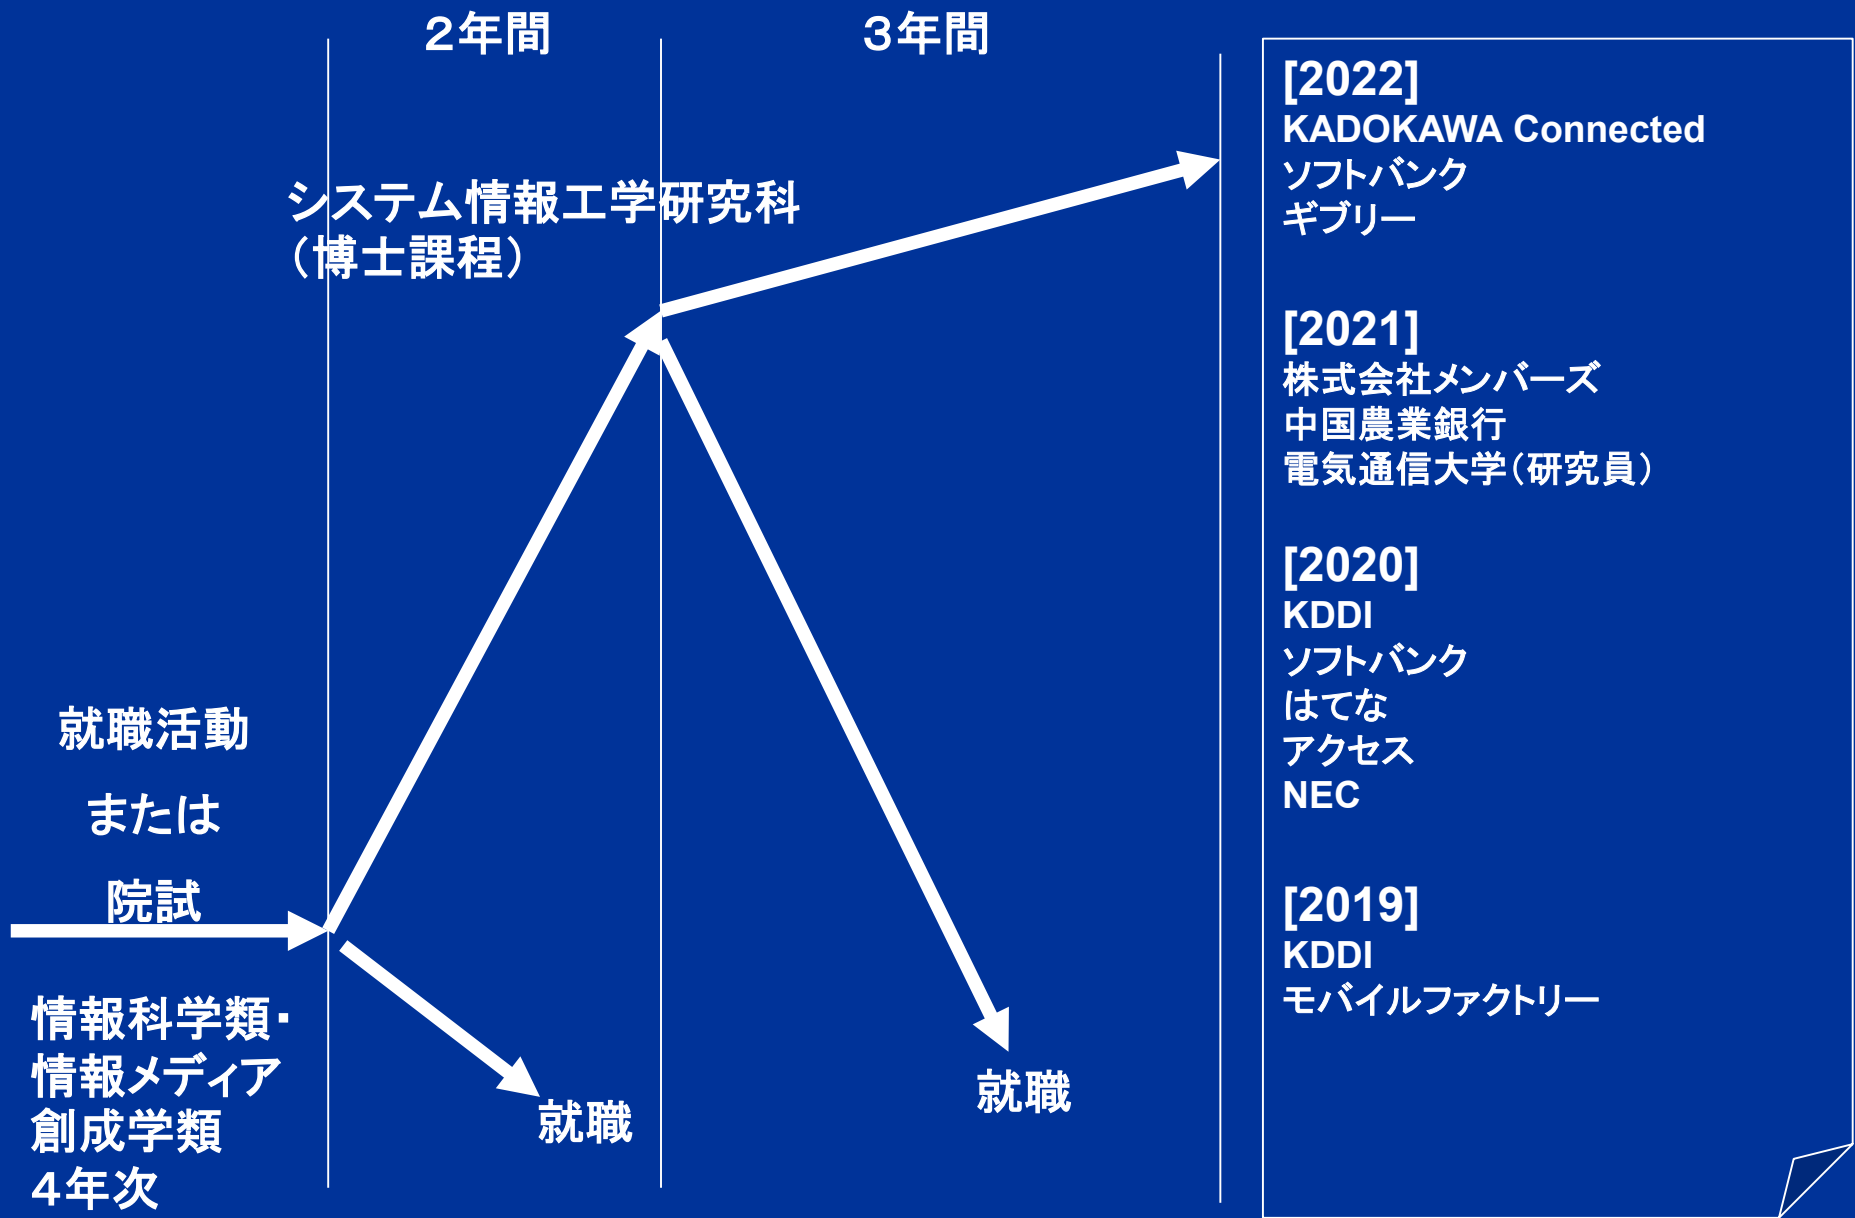 ２年間
３年間
システム情報工学研究科
（博士課程）
就職活動
または
院試
情報科学類・
情報メディア
創成学類
４年次
就職
就職
[2022]
KADOKAWA Connected
ソフトバンク
ギブリー
[2021]
株式会社メンバーズ
中国農業銀行
電気通信大学（研究員）
[2020]
KDDI
ソフトバンク
はてな
アクセス
NEC
[2019]
KDDI
モバイルファクトリー